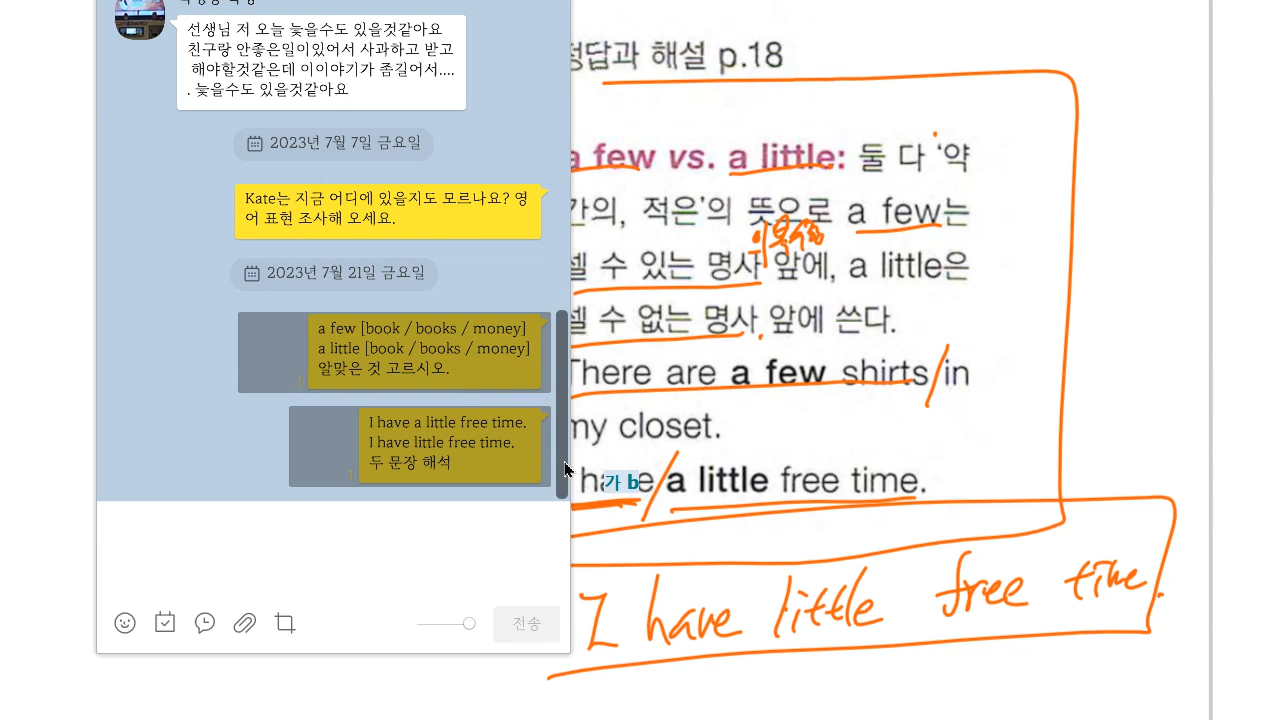 선생님 저 오늘 늦을수도 있을것같아요
친구랑 안좋은일이있어서 사과하고 받고
해야할것같은데 이이야기가 좀길어서....
. 늦을수도 있을것같아요
2023년 7월 7일 금요일
Kate는 지금 어디에 있을지도 모르나요? 영
어 표현 조사해 오세요.
2023년 7월 21일 금요일
a few [book / books / money]
a little [book / books / money]
알맞은 것 고르시오.
1
I have a little free time.
I have little free time.
두 문장 해석
1
전송
정답과 해설 p.18
a few vs. a little: 둘 다 '약
간의, 적은'의 뜻으로 a few는
셀 수 있는 명사 앞에, a little은
셀 수 없는 명사 앞에 쓴다.
There are a few shirts/in
my closet.
have/a little free time.
가 b
I have little free time.